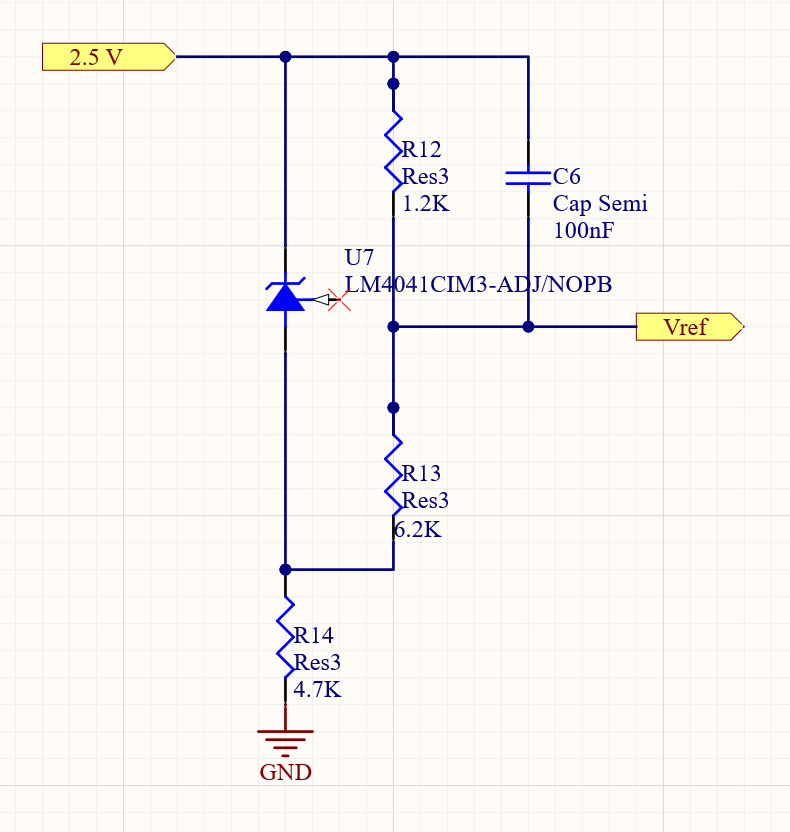 2.5 V
R12
Res3
1.2K
C6
Cap Semi
100nF
U7
LM4041CIM3-ADJ/NOPB
Vref
R13
Res3
6.2K
R14
Res3
4.7K
GND